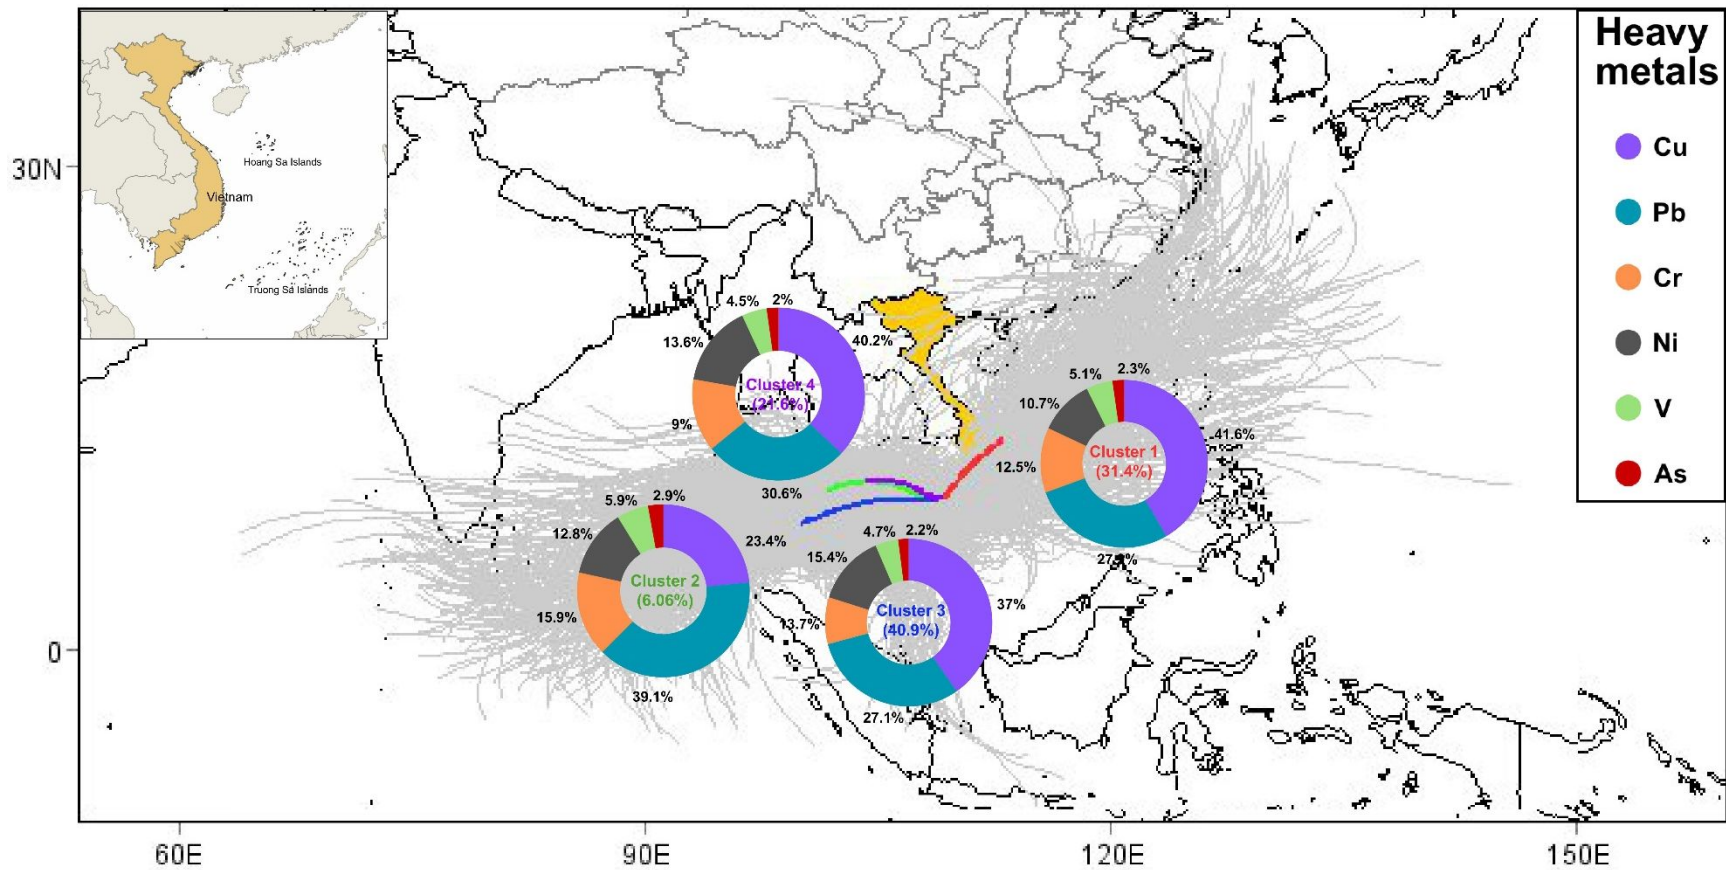 Heavy
metals
Cu
Pb
Cr
Ni
V
As
Hoang Sa Islands
Vietnam
Truong Sa Islands
30N
0
60E
90E
120E
150E
4.5%
2%
13.6%
40.2%
9%
30.6%
Cluster 4
(21.6%)
5.1%
2.3%
10.7%
41.6%
12.5%
Cluster 1
(31.4%)
5.9%
2.9%
12.8%
23.4%
15.9%
39.1%
Cluster 2
(6.06%)
4.7%
2.2%
15.4%
37%
13.7%
27.1%
Cluster 3
(40.9%)